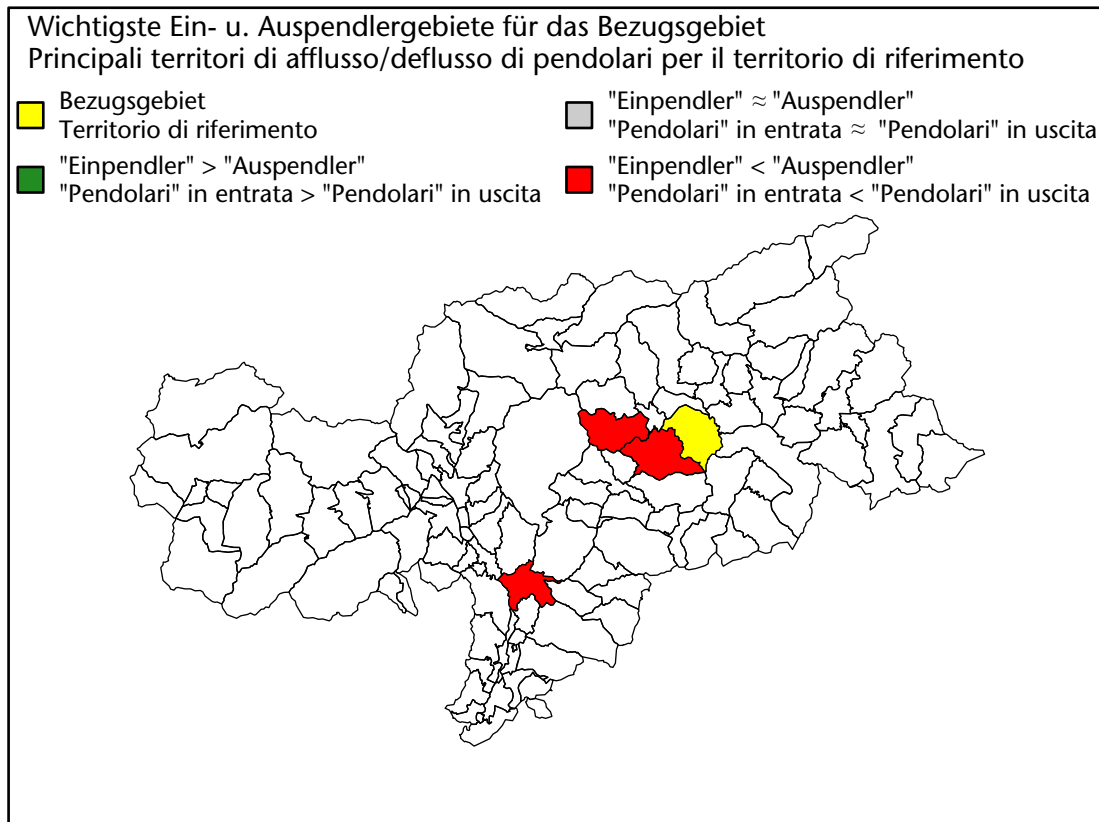 Wichtigste Ein- u. Auspendlergebiete für das Bezugsgebiet
Principali territori di afflusso/deflusso di pendolari per il territorio di riferimento
Bezugsgebiet
Territorio di riferimento
"Einpendler" > "Auspendler"
"Pendolari" in entrata > "Pendolari" in uscita
"Einpendler" ≈ "Auspendler"
"Pendolari" in entrata ≈ "Pendolari" in uscita
"Einpendler" < "Auspendler"
"Pendolari" in entrata < "Pendolari" in uscita